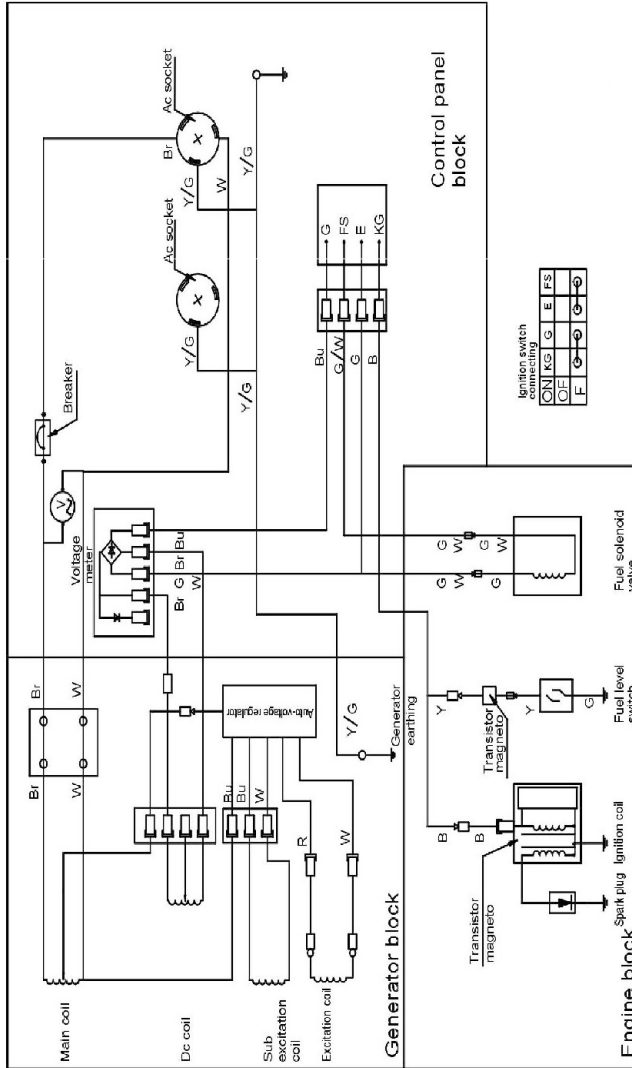 Main coil
Dc coil
Sub
excitation
coil
Excitation coil
Generator block
Br
W
Br
W
Bu
Bu
W
R
W
Auto-voltage regulator
Y/G
Generator
earthing
Voltage
meter
V
Breaker
Br
G
Br
Bu
W
Ac socket
Y/G
Y/G
Ac socket
Br
Y/G
W
Y/G
Control panel
block
Bu
G/W
G
B
G
FS
E
KG
Ignition switch
connecting
KG
G
E
FS
ON
OF
F
Engine block
Spark plug
Ignition coil
Transistor
magneto
B
B
Transistor
magneto
Y
Y
G
Fuel level
switch
G
W
G
W
G
W
G
Fuel solenoid
valve